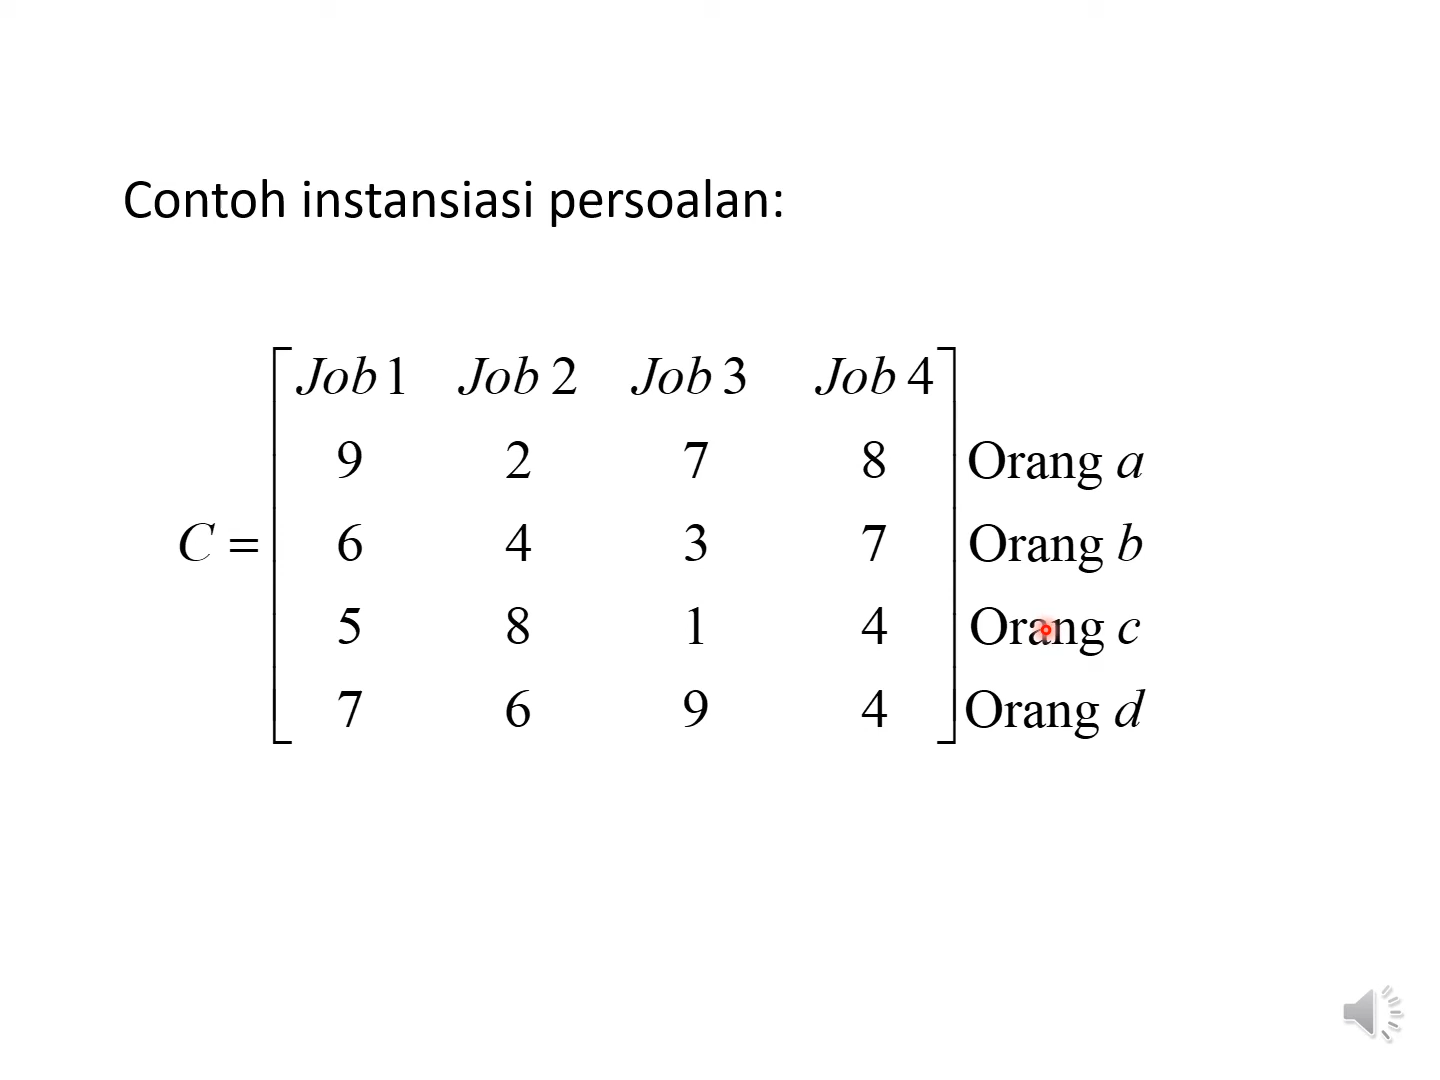 Contoh instansiasi persoalan:
Job 1 Job 2 Job 3 Job 4
9 2 7 8 Orang a
C = 6 4 3 7 Orang b
5 8 1 4 Orang c
7 6 9 4 Orang d